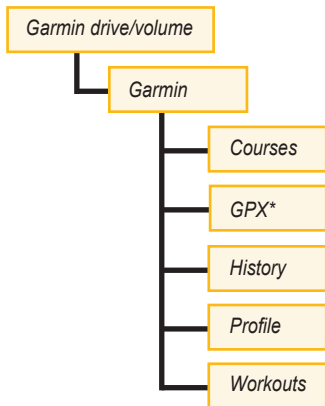 Garmin drive/volume
Garmin
Courses
GPX*
History
Profile
Workouts